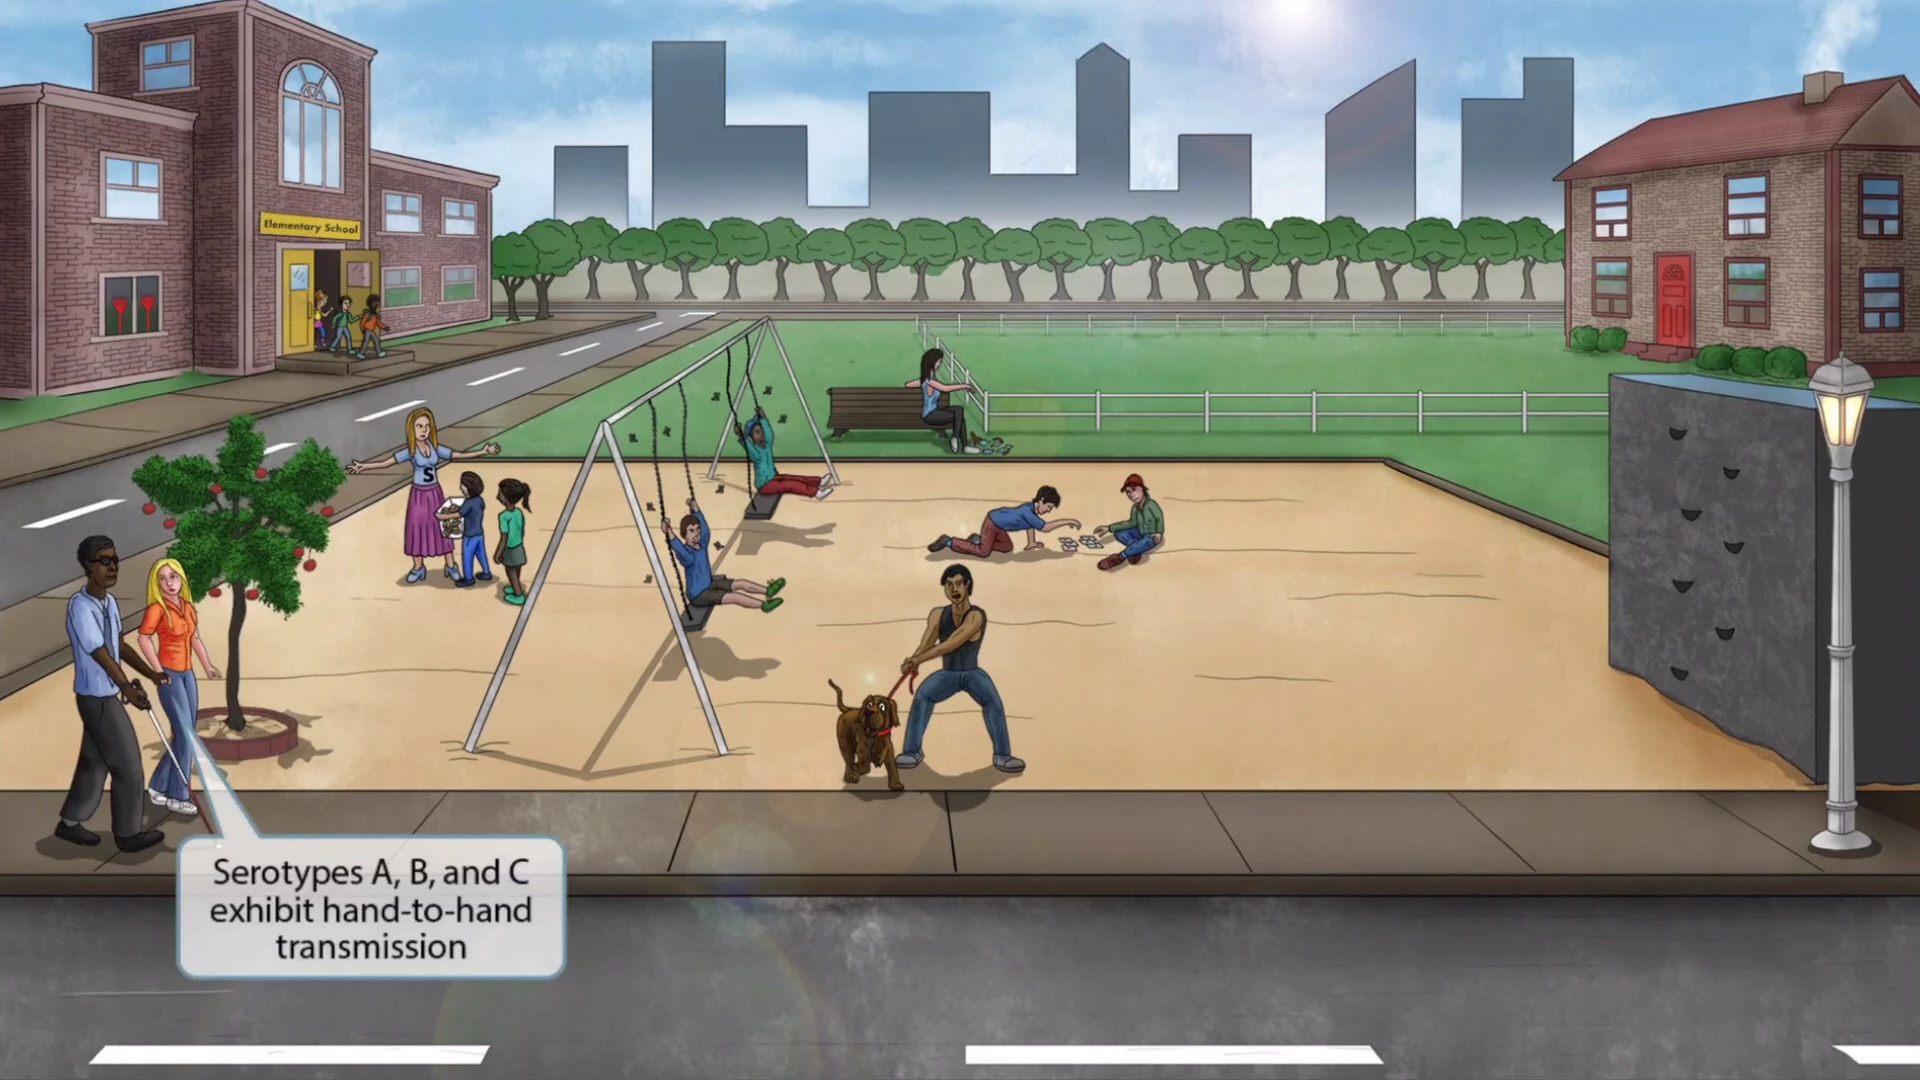 Elementary School
S
Serotypes A, B, and C
exhibit hand-to-hand
transmission